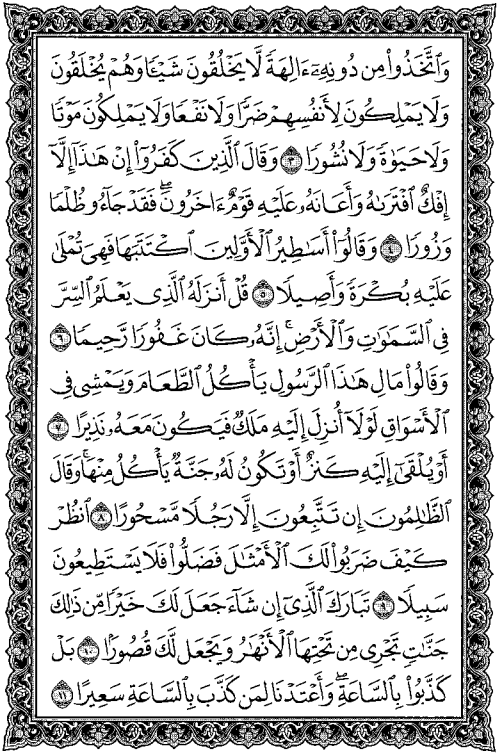 وَٱتَّخَذُوا۟ مِن دُونِهِۦٓ ءَالِهَةً لَّا يَخْلُقُونَ شَيْـًٔا وَهُمْ يُخْلَقُونَ
وَلَا يَمْلِكُونَ لِأَنفُسِهِمْ ضَرًّا وَلَا نَفْعًا وَلَا يَمْلِكُونَ مَوْتًا
وَلَا حَيَوٰةً وَلَا نُشُورًا ٣ وَقَالَ ٱلَّذِينَ كَفَرُوٓا۟ إِنْ هَـٰذَآ إِلَّآ
إِفْكٌ ٱفْتَرَىٰهُ وَأَعَانَهُۥ عَلَيْهِ قَوْمٌ ءَاخَرُونَ ۖ فَقَدْ جَآءُو ظُلْمًا
وَزُورًا ٤ وَقَالُوٓا۟ أَسَـٰطِيرُ ٱلْأَوَّلِينَ ٱكْتَتَبَهَا فَهِىَ تُمْلَىٰ
عَلَيْهِ بُكْرَةً وَأَصِيلًا ٥ قُلْ أَنزَلَهُ ٱلَّذِى يَعْلَمُ ٱلسِّرَّ
فِى ٱلسَّمَـٰوَٰتِ وَٱلْأَرْضِ ۚ إِنَّهُۥ كَانَ غَفُورًا رَّحِيمًا ٦
وَقَالُوا۟ مَالِ هَـٰذَا ٱلرَّسُولِ يَأْكُلُ ٱلطَّعَامَ وَيَمْشِى فِى
ٱلْأَسْوَاقِ ۙ لَوْلَآ أُنزِلَ إِلَيْهِ مَلَكٌ فَيَكُونَ مَعَهُۥ نَذِيرًا ٧
أَوْ يُلْقَىٰٓ إِلَيْهِ كَنزٌ أَوْ تَكُونُ لَهُۥ جَنَّةٌ يَأْكُلُ مِنْهَا ۚ وَقَالَ
ٱلظَّـٰلِمُونَ إِن تَتَّبِعُونَ إِلَّا رَجُلًا مَّسْحُورًا ٨ ٱنظُرْ
كَيْفَ ضَرَبُوا۟ لَكَ ٱلْأَمْثَـٰلَ فَضَلُّوا۟ فَلَا يَسْتَطِيعُونَ
سَبِيلًا ٩ تَبَارَكَ ٱلَّذِىٓ إِن شَآءَ جَعَلَ لَكَ خَيْرًا مِّن ذَٰلِكَ
جَنَّـٰتٍ تَجْرِى مِن تَحْتِهَا ٱلْأَنْهَـٰرُ وَيَجْعَل لَّكَ قُصُورًۢا ١٠ بَلْ
كَذَّبُوا۟ بِٱلسَّاعَةِ ۖ وَأَعْتَدْنَا لِمَن كَذَّبَ بِٱلسَّاعَةِ سَعِيرًا ١١